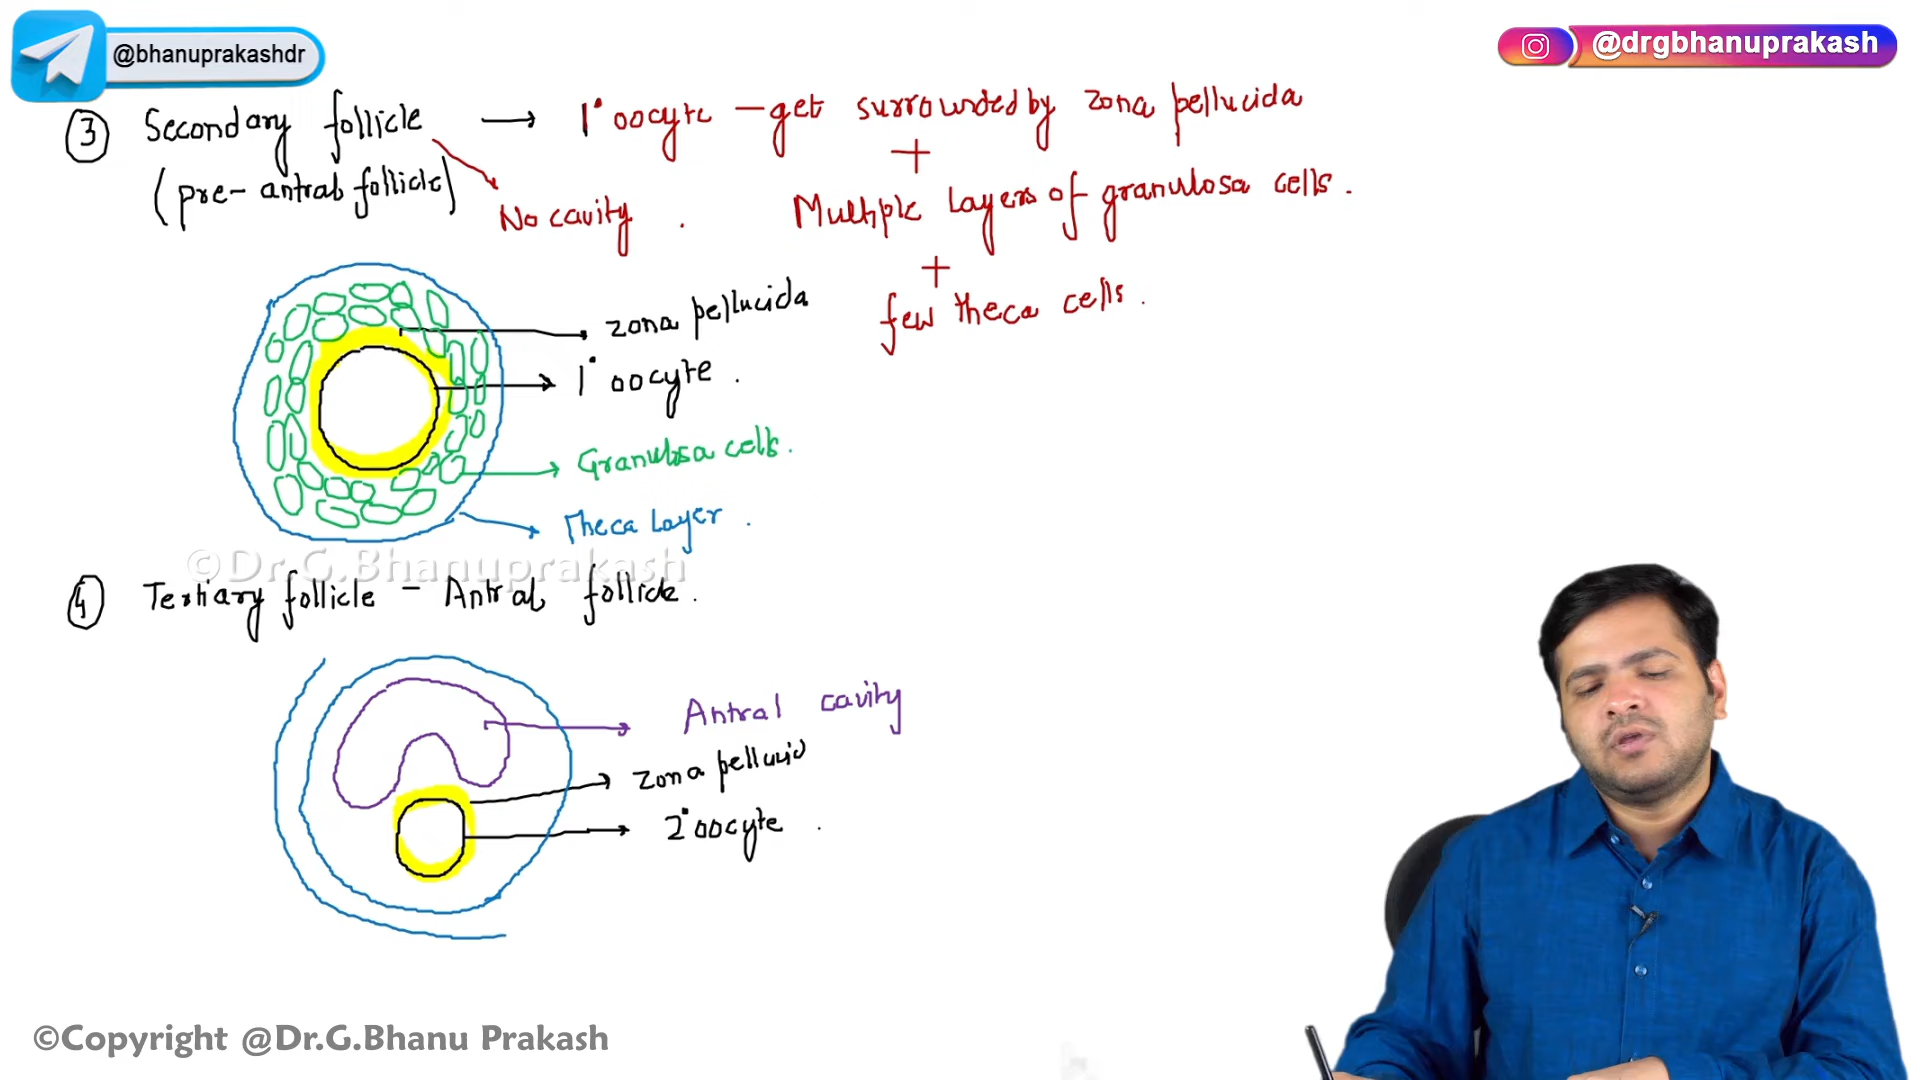 @bhanuprakashdr
@drgbhanuprakash
3 Secondary follicle → 1° oocyte - get surrounded by zona pellucida
+
(pre-antral follicle)
No cavity.
Multiple layers of granulosa cells.
+
few theca cells.
zona pellucida
1° oocyte.
Granulosa cells.
Theca Layer.
©Dr.G.Bhanuprakash
4 Tertiary follicle - Antral follicle.
Antral cavity
zona pellucid
2° oocyte.
©Copyright @Dr.G.Bhanu Prakash